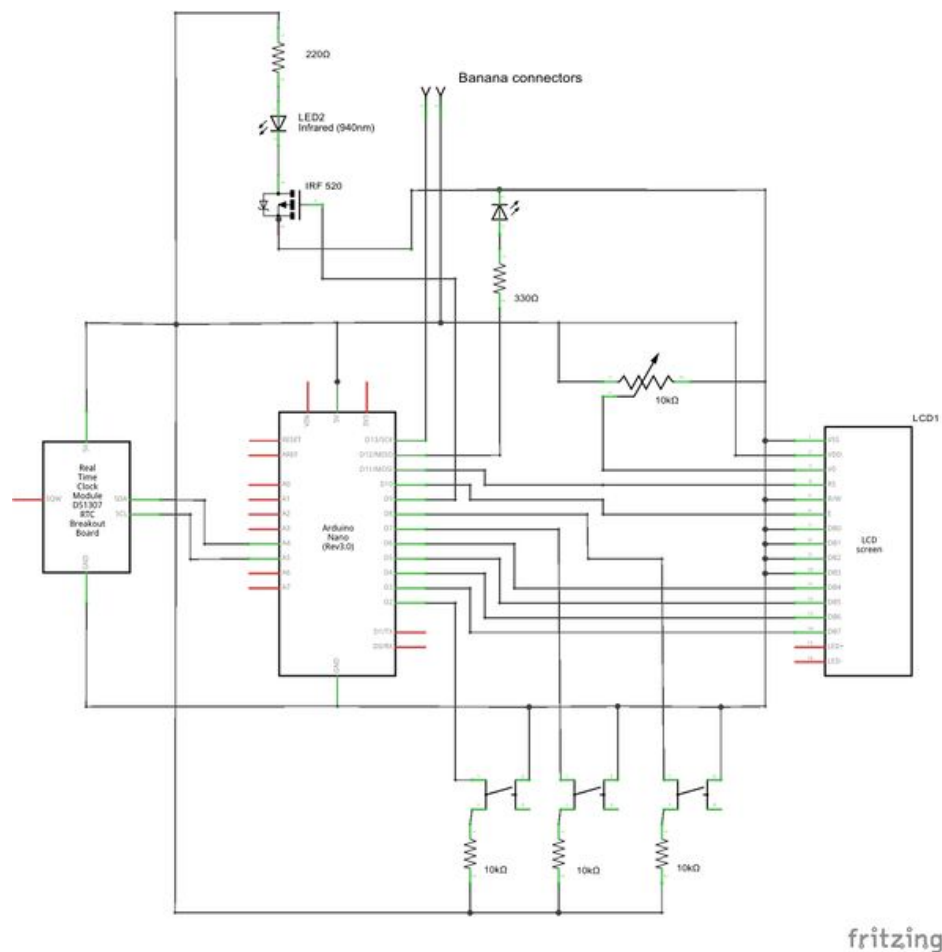 220Ω
Banana connectors
LED2
Infrared (940nm)
IRF 520
330Ω
10kΩ
LCD1
5V
VIN
5V
3V3
Real
Time
Clock
Module
DS1307
RTC
Breakout
Board
SQW
SDA
SCL
GND
RESET
AREF
A0
A1
A2
A3
A4
A5
A6
A7
Arduino
Nano
(Rev3.0)
D13/SCK
D12/MISO
D11/MOSI
D10
D9
D8
D7
D6
D5
D4
D3
D2
D1/TX
D0/RX
GND
VSS
VDD
V0
RS
R/W
E
DB0
DB1
DB2
DB3
DB4
DB5
DB6
DB7
LED+
LED-
LCD
screen
10kΩ
10kΩ
10kΩ
fritzing